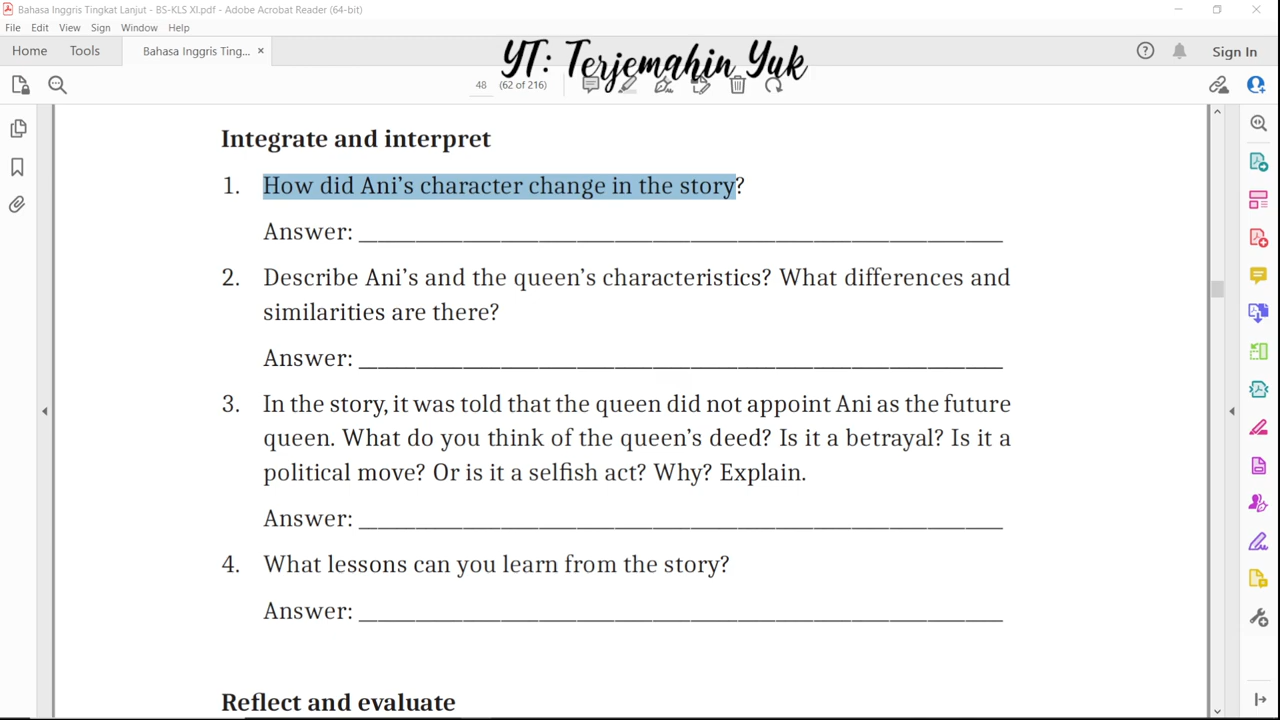 Bahasa Inggris Tingkat Lanjut - BS-KLS XI.pdf - Adobe Acrobat Reader (64-bit)
File Edit View Sign Window Help
Home Tools Bahasa Inggris Ting... × Sign In
YT: Terjemahin Yuk
48 (62 of 216)
Integrate and interpret
1. How did Ani’s character change in the story?
Answer: ____________________
2. Describe Ani’s and the queen’s characteristics? What differences and
similarities are there?
Answer: ____________________
3. In the story, it was told that the queen did not appoint Ani as the future
queen. What do you think of the queen’s deed? Is it a betrayal? Is it a
political move? Or is it a selfish act? Why? Explain.
Answer: ____________________
4. What lessons can you learn from the story?
Answer: ____________________
Reflect and evaluate